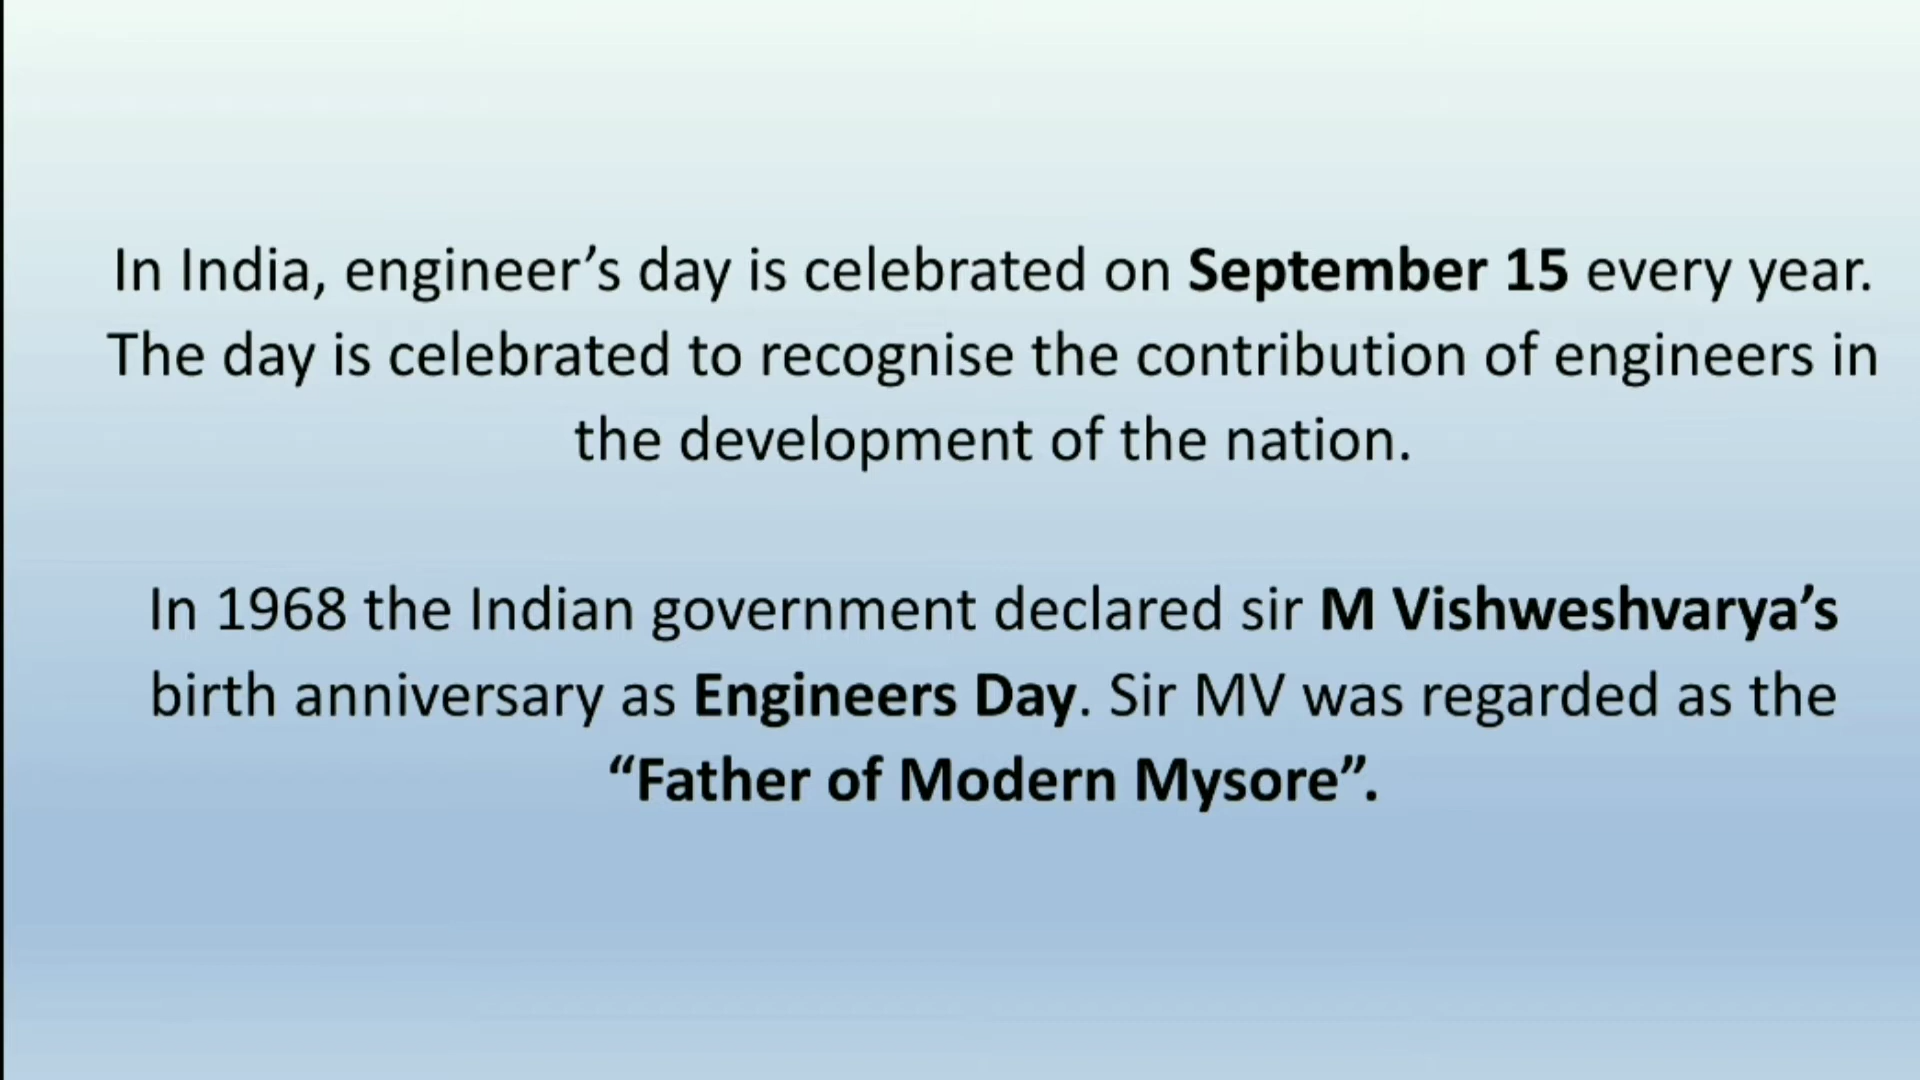 In India, engineer’s day is celebrated on September 15 every year.
The day is celebrated to recognise the contribution of engineers in
the development of the nation.
In 1968 the Indian government declared sir M Vishweshvarya’s
birth anniversary as Engineers Day. Sir MV was regarded as the
“Father of Modern Mysore”.